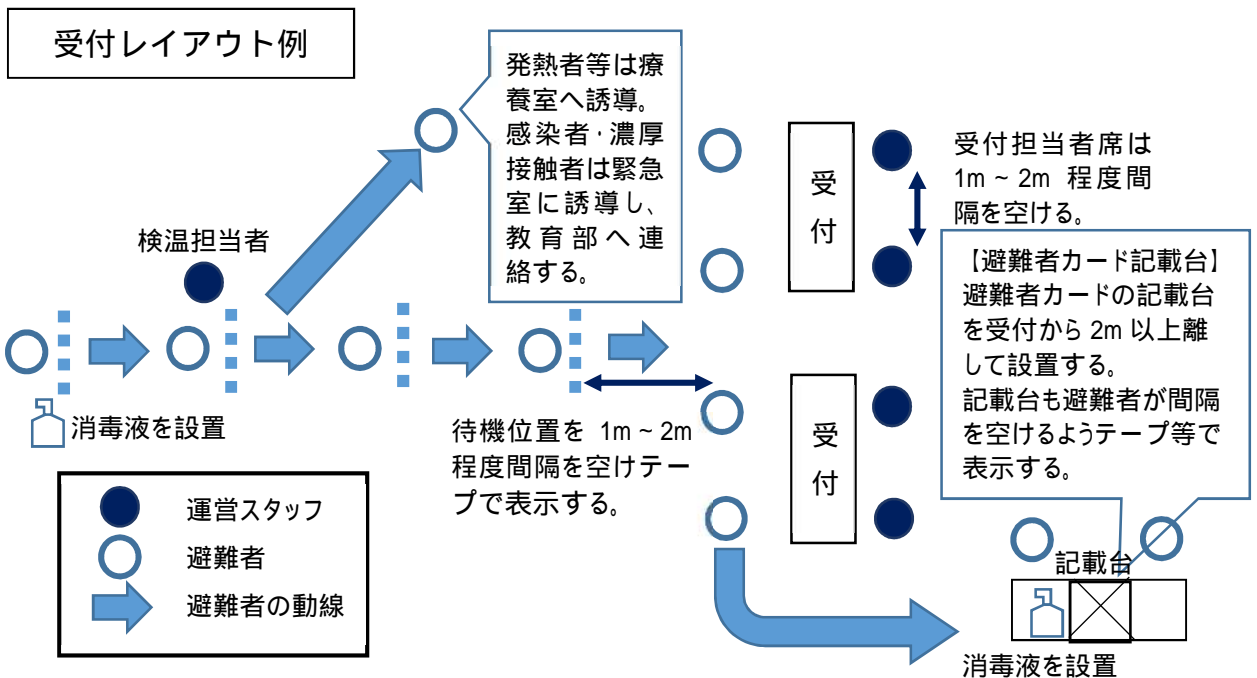 受付レイアウト例
発熱者等は療
養室へ誘導。
感染者・濃厚
接触者は緊急
室に誘導し、
教育部へ連
絡する。
検温担当者
消毒液を設置
待機位置を 1m～2m
程度間隔を空けテー
プで表示する。
受
付
受
付
受付担当者席は
1m～2m 程度間
隔を空ける。
【避難者カード記載台】
避難者カードの記載台
を受付から 2m 以上離
して設置する。
記載台も避難者が間隔
を空けるようテープ等で
表示する。
運営スタッフ
避難者
避難者の動線
記載台
消毒液を設置